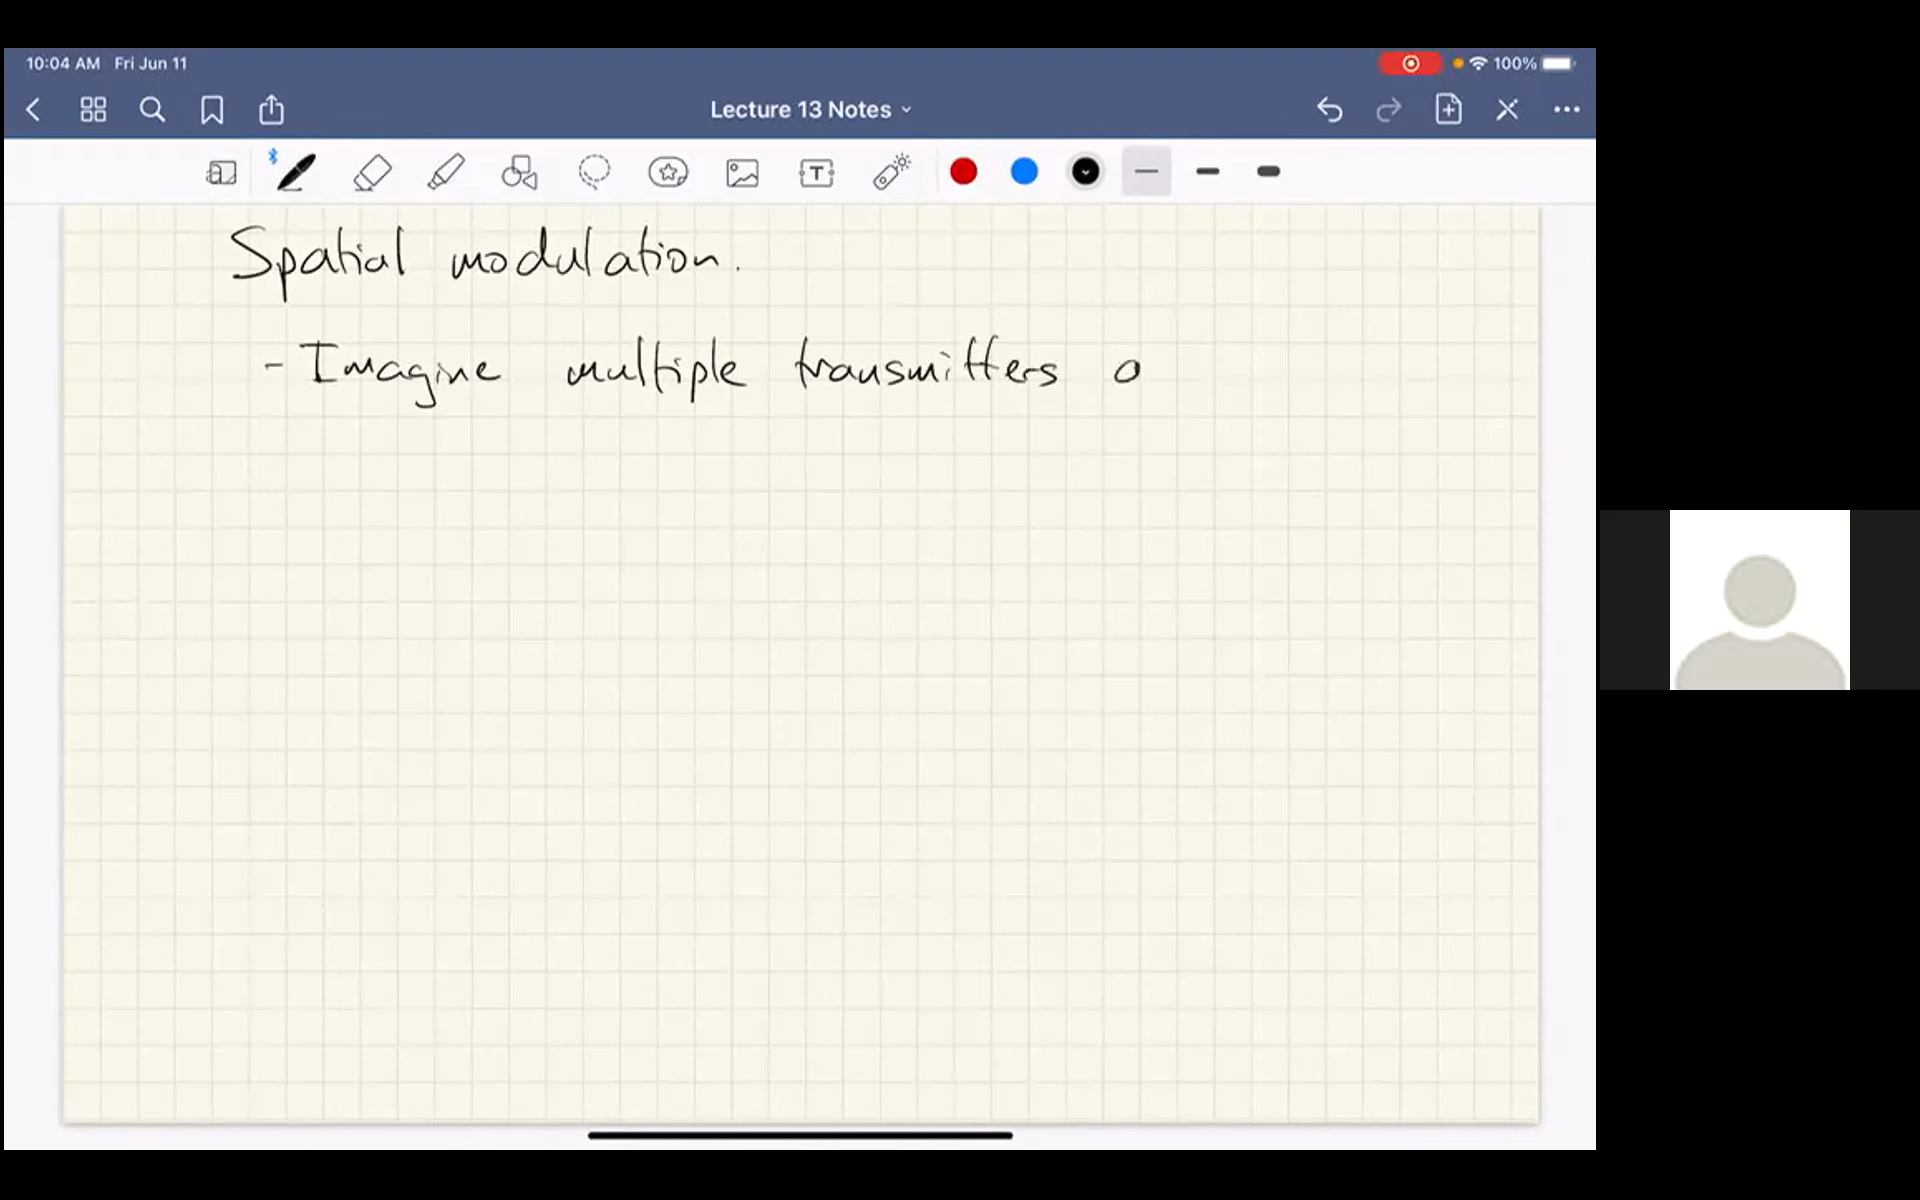 10:04 AM Fri Jun 11 100%
Lecture 13 Notes
Spatial modulation.
- Imagine multiple transmitters o